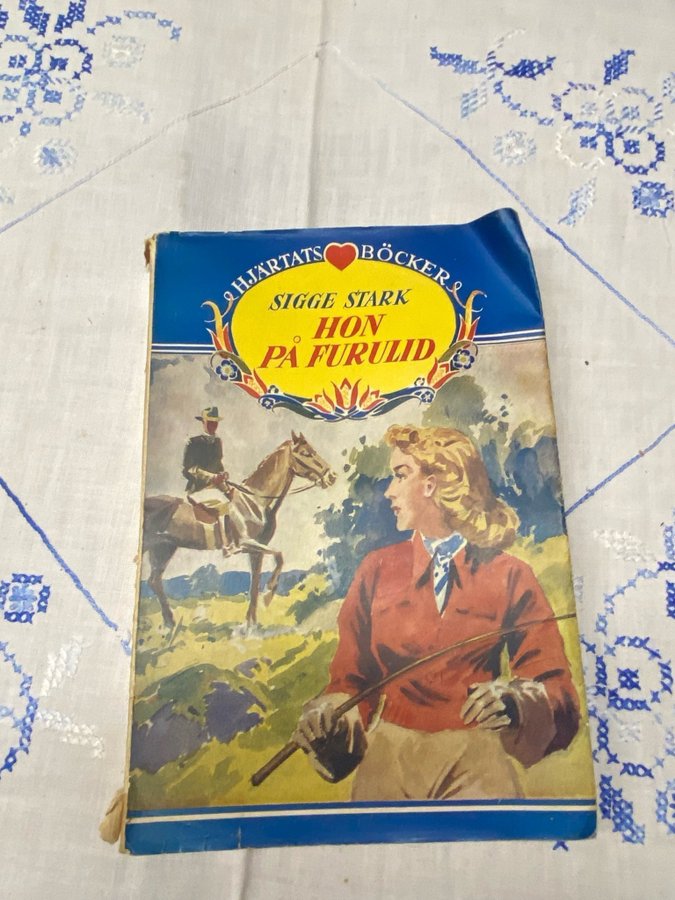 HJÄRTATS BÖCKER
SIGGE STARK
HON
PÅ FURULID